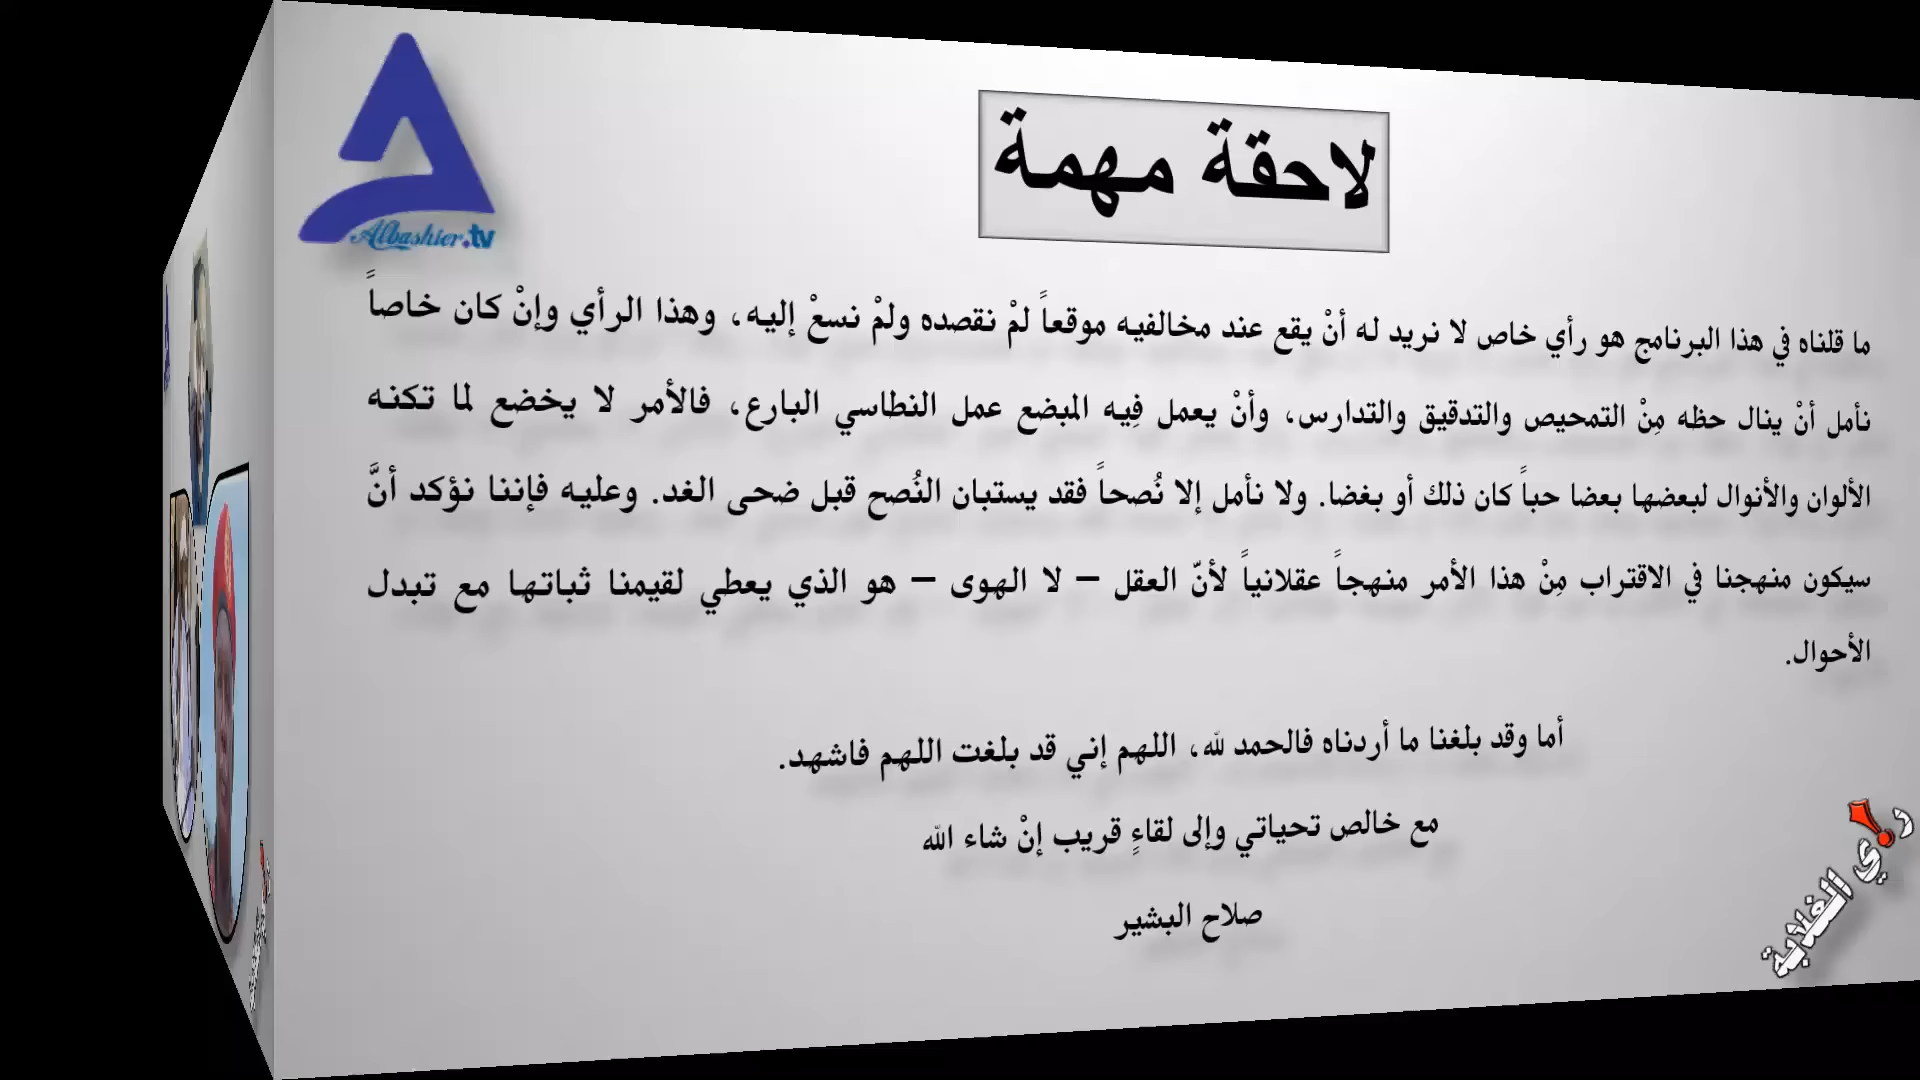 Albashier.tv
لاحقة مهمة
ما قلناه في هذا البرنامج هو رأي خاص لا نريد له أنْ يقع عند مخالفيه موقعاً لمْ نقصده ولمْ نسعْ إليه، وهذا الرأي وإنْ كان خاصاً
نأمل أنْ ينال حظه مِنْ التمحيص والتدقيق والتدارس، وأنْ يعمل فِيه المبضع عمل النطاسي البارع، فالأمر لا يخضع لما تكنه
الألوان والأنوال لبعضها بعضا حباً كان ذلك أو بغضا. ولا نأمل إلا نُصحاً فقد يستبان النُصح قبل ضحى الغد. وعليه فإننا نؤكد أنَّ
سيكون منهجنا في الاقتراب مِنْ هذا الأمر منهجاً عقلانياً لأنّ العقل – لا الهوى – هو الذي يعطي لقيمنا ثباتها مع تبدل
الأحوال.
أما وقد بلغنا ما أردناه فالحمد لله، اللهم إني قد بلغت اللهم فاشهد.
مع خالص تحياتي وإلى لقاءٍ قريب إنْ شاء الله
صلاح البشير